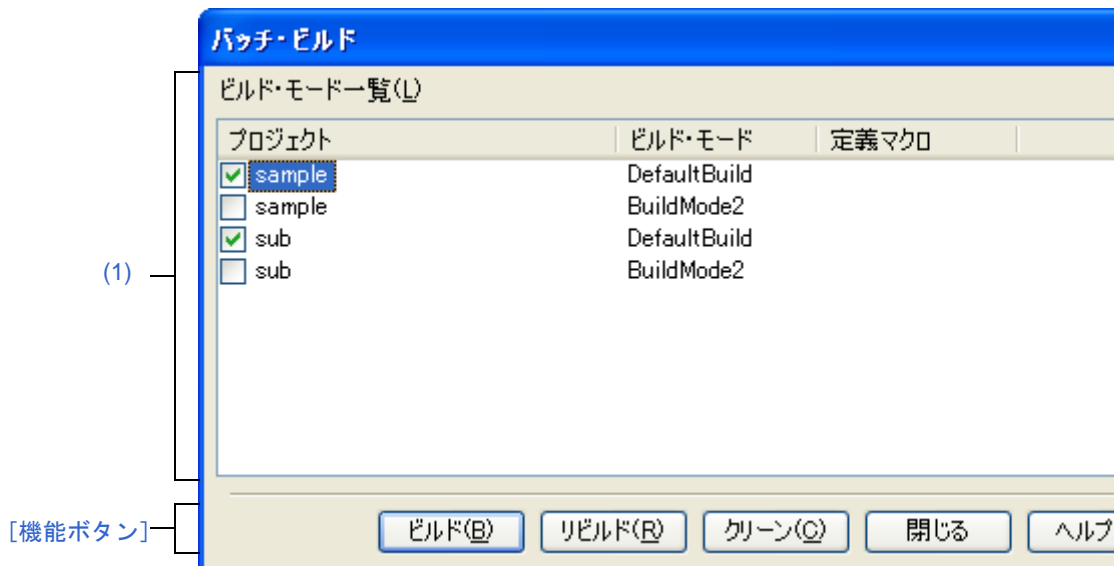 バッチ・ビルド
ビルド・モード一覧(L)
プロジェクト ビルド・モード 定義マクロ
sample DefaultBuild
sample BuildMode2
sub DefaultBuild
sub BuildMode2
(1)
[機能ボタン] ビルド(B) リビルド(R) クリーン(C) 閉じる ヘルプ